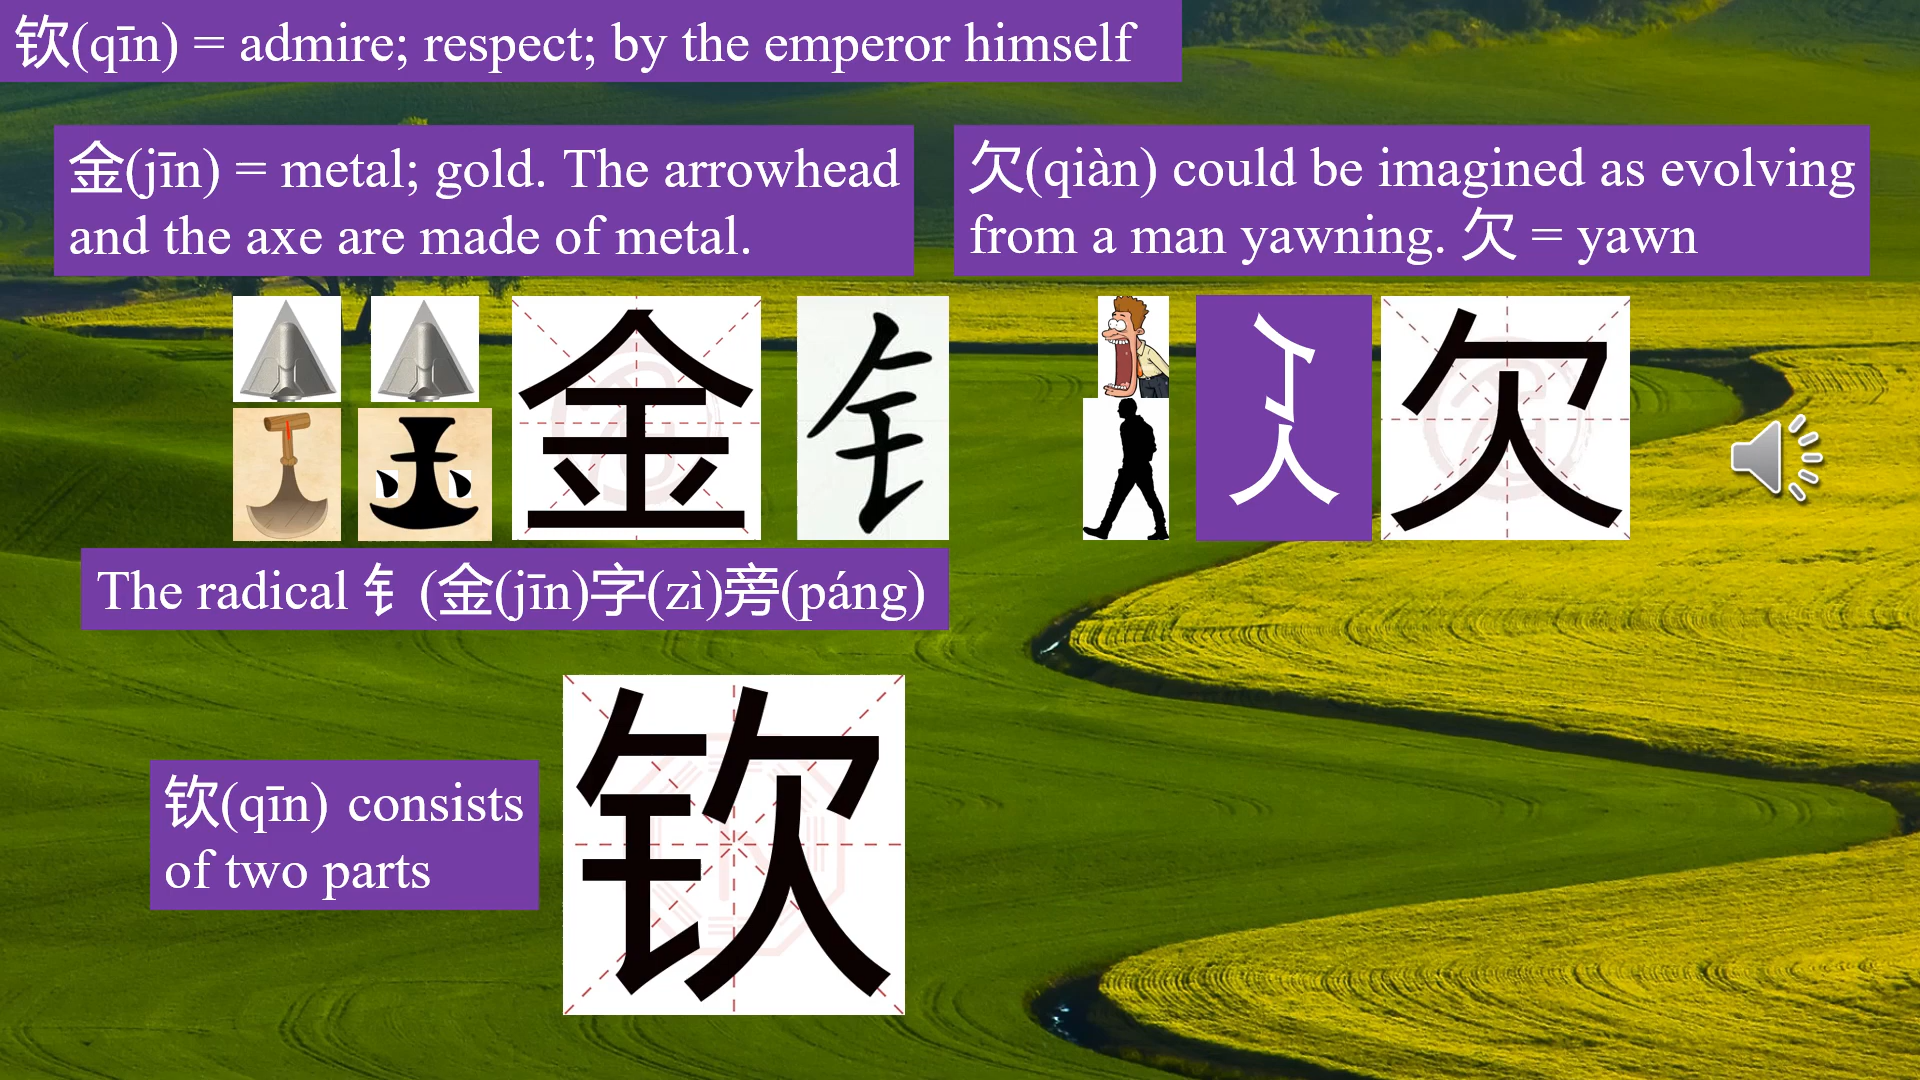 钦(qīn) = admire; respect; by the emperor himself
金(jīn) = metal; gold. The arrowhead
and the axe are made of metal.
欠(qiàn) could be imagined as evolving
from a man yawning. 欠 = yawn
金
钅
人
欠
The radical 钅(金(jīn)字(zì)旁(páng)
钦(qīn) consists
of two parts
钦